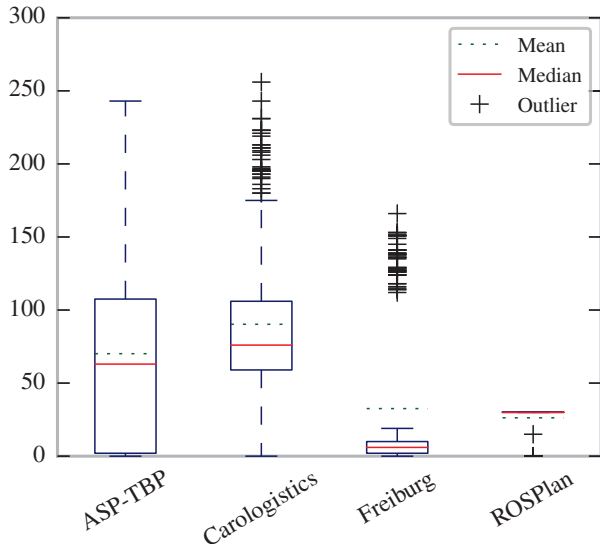 300
250
200
150
100
50
0
Mean
Median
Outlier
ASP-TBP
Carologistics
Freiburg
ROSPlan